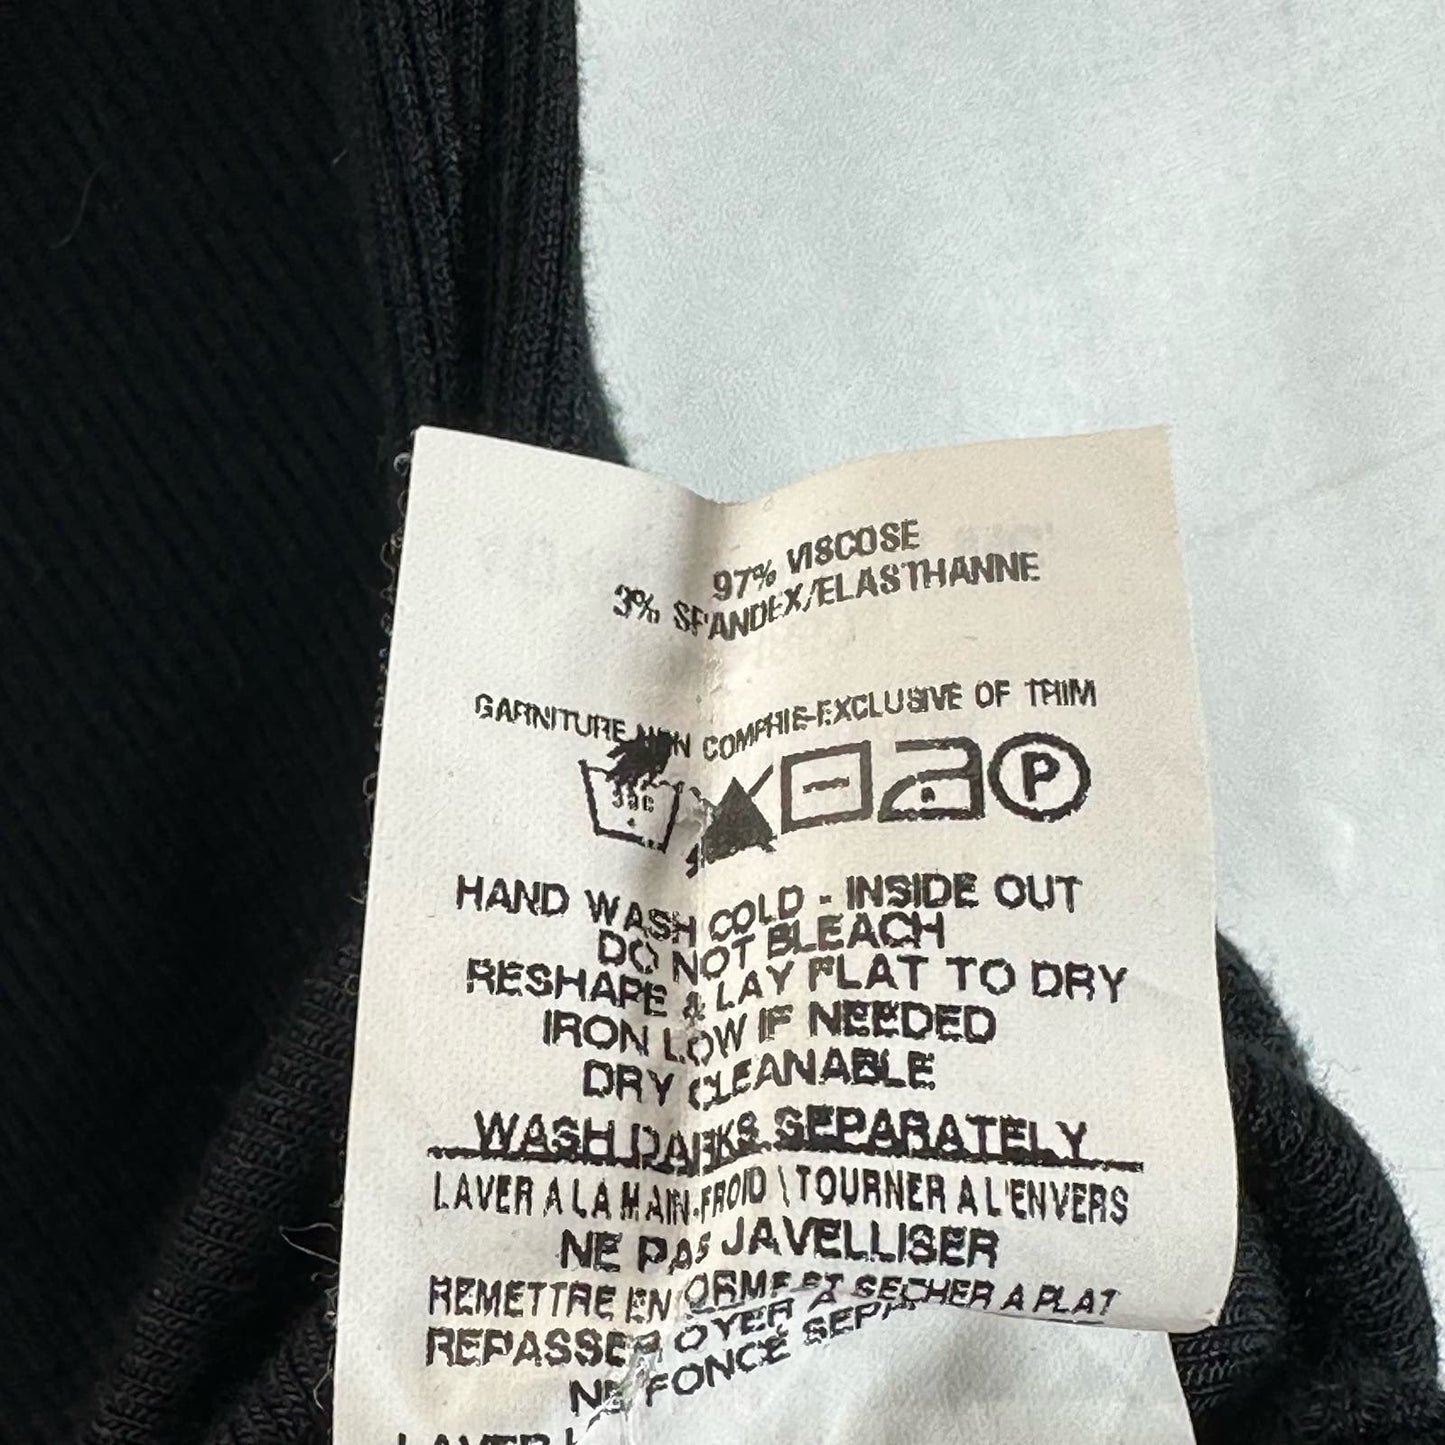 97% VISCOSE
3% SPANDEX/ELASTHANNE
GARNITURE NON COMPRIE-EXCLUSIVE OF TRIM
30C P
HAND WASH COLD - INSIDE OUT
DO NOT BLEACH
RESHAPE & LAY FLAT TO DRY
IRON LOW IF NEEDED
DRY CLEANABLE
WASH DARKS SEPARATELY
LAVER A LA MAIN-FROID \ TOURNER A L'ENVERS
NE PAS JAVELLISER
REMETTRE EN FORME ET SECHER A PLAT
REPASSER
FONCE
LAVER